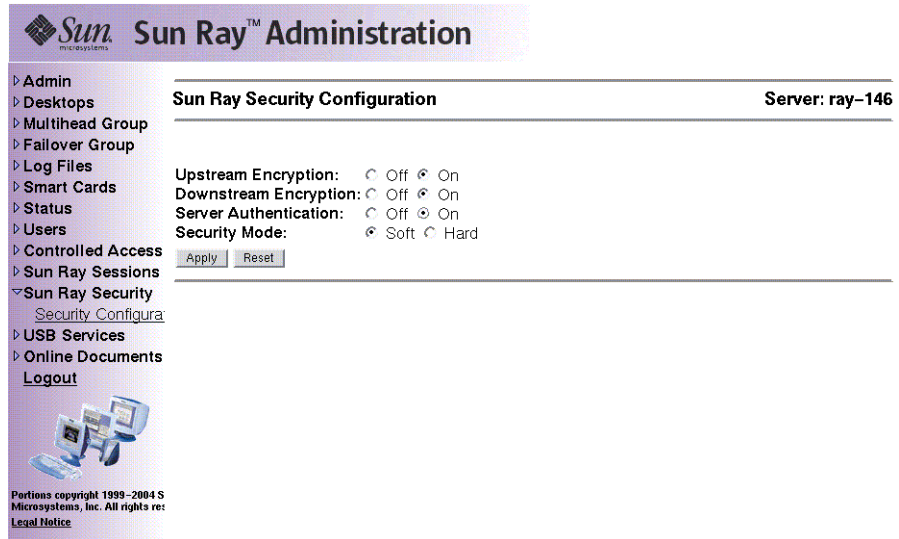 Sun microsystems
Sun Ray™ Administration
Admin
Desktops
Multihead Group
Failover Group
Log Files
Smart Cards
Status
Users
Controlled Access
Sun Ray Sessions
Sun Ray Security
Security Configura
USB Services
Online Documents
Logout
Portions copyright 1999–2004 S
Microsystems, Inc. All rights res
Legal Notice
Sun Ray Security Configuration Server: ray–146
Upstream Encryption: Off On
Downstream Encryption: Off On
Server Authentication: Off On
Security Mode: Soft Hard
Apply Reset